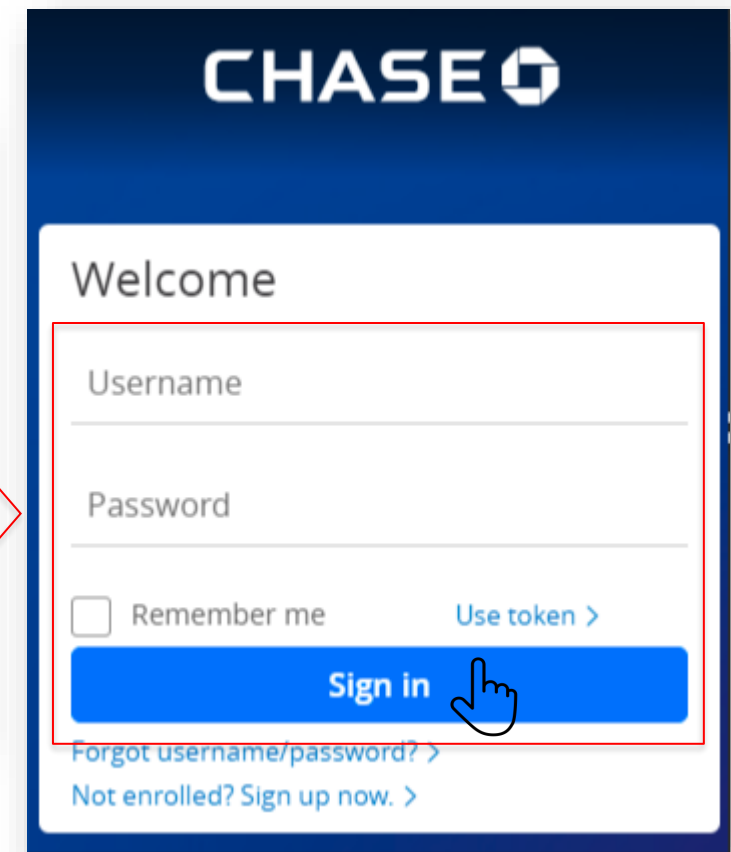 CHASE
Welcome
Username
Password
Remember me Use token >
Sign in
Forgot username/password? >
Not enrolled? Sign up now. >